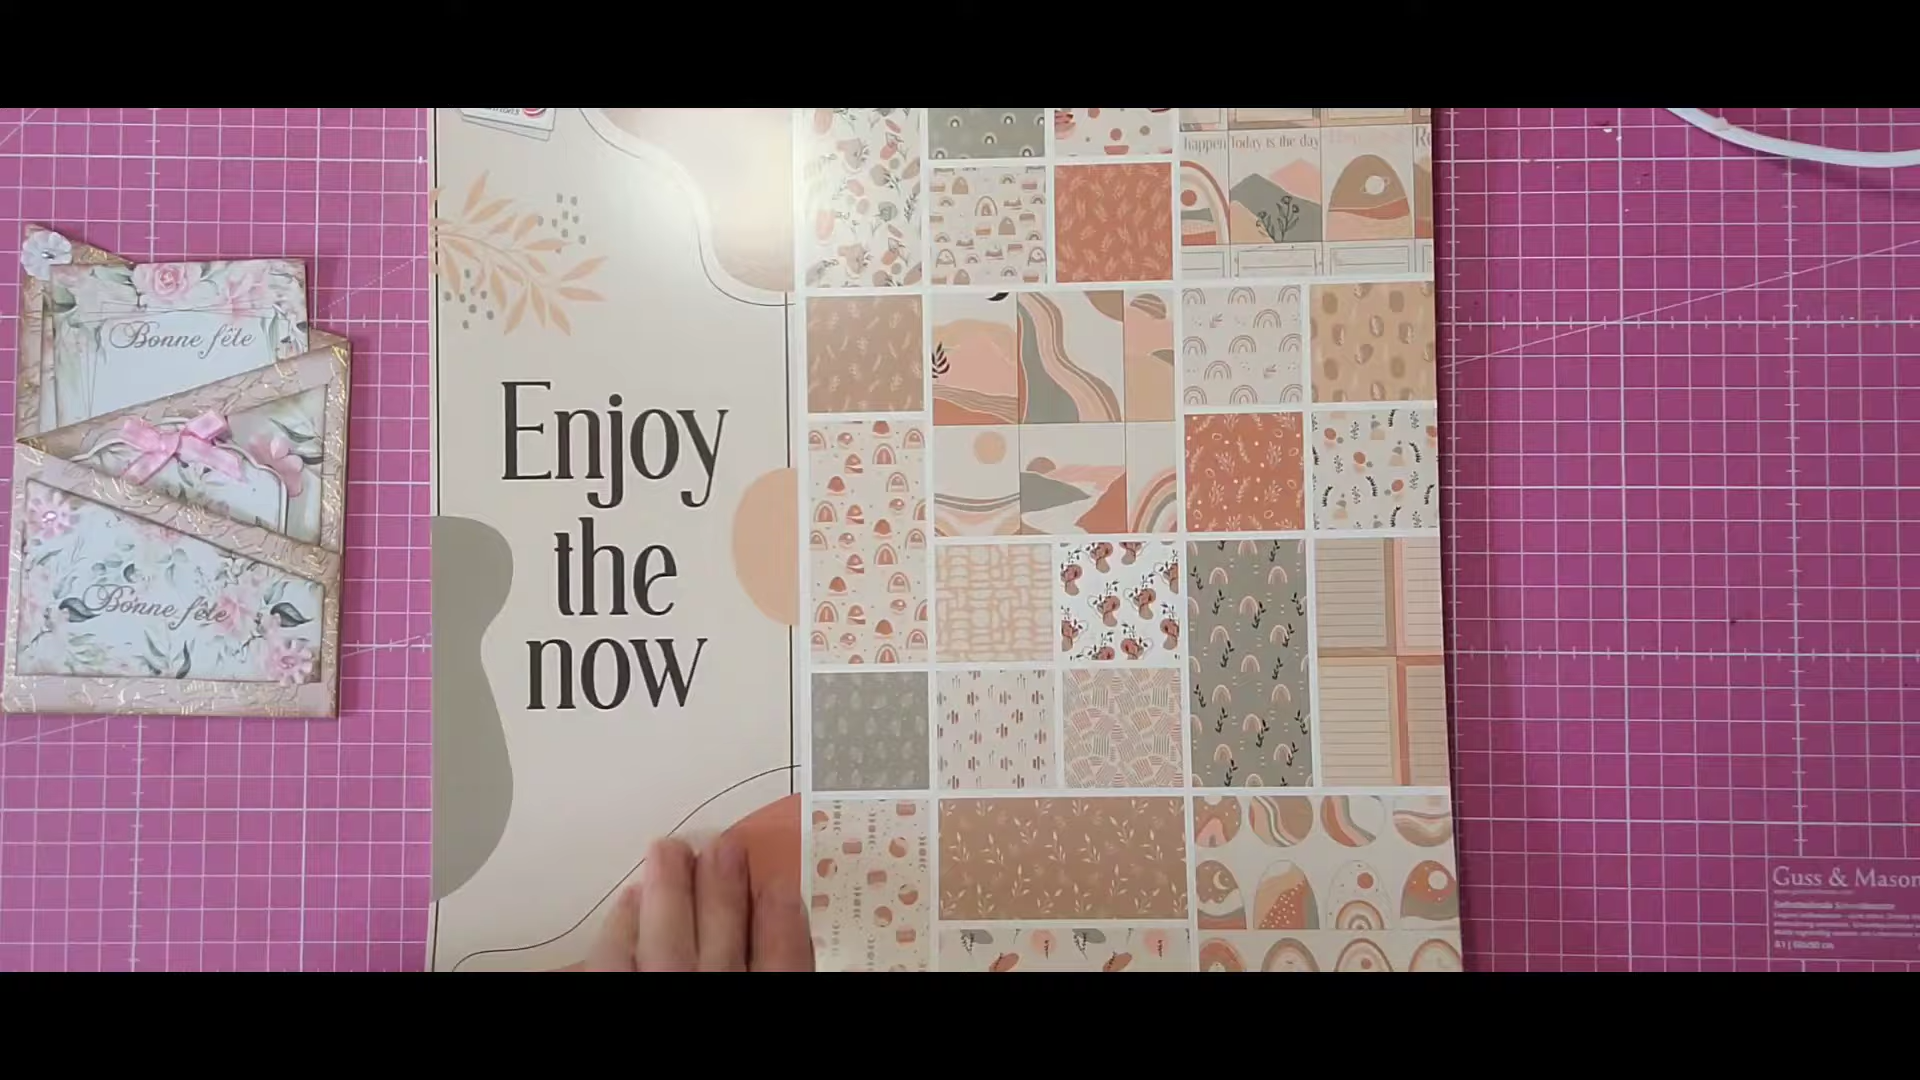 Bonne fête
Bonne fête
Enjoy
the
now
happen
Today is the day
Guss & Mason